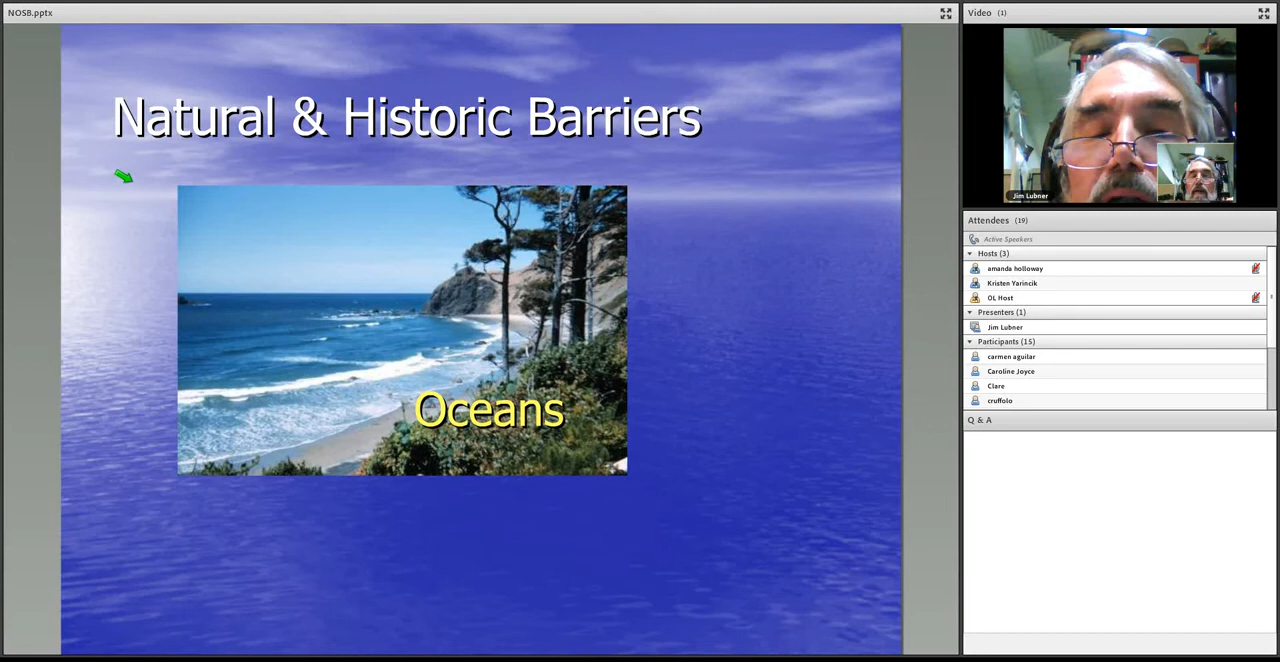 NOSB.pptx
Natural & Historic Barriers
Oceans
Video (1)
Jim Lubner
Attendees (19)
Active Speakers
Hosts (3)
amanda holloway
Kristen Yarincik
OL Host
Presenters (1)
Jim Lubner
Participants (15)
carmen aguilar
Caroline Joyce
Clare
cruffolo
Q & A